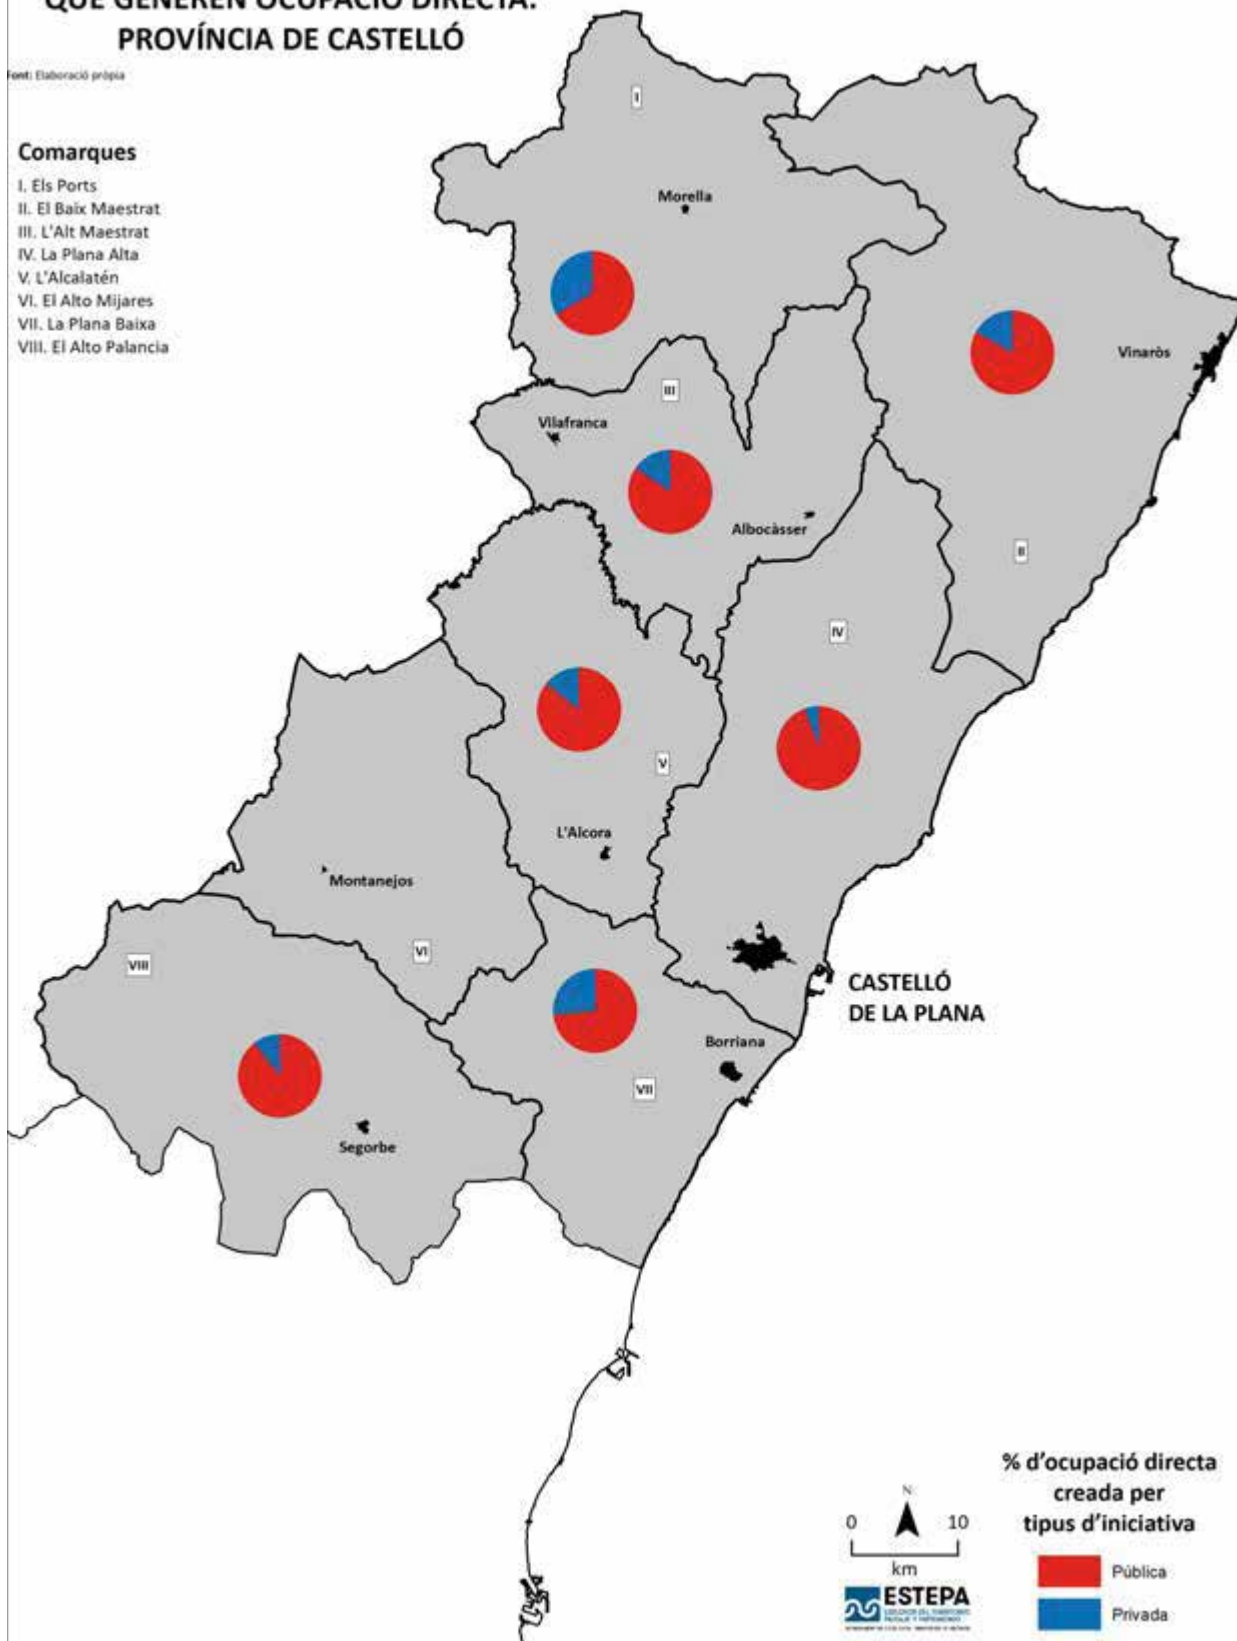 QUE GENEREN OCUPACIÓ DIRECTA.
PROVÍNCIA DE CASTELLÓ
Font: Elaboració pròpia
Comarques
I. Els Ports
II. El Baix Maestrat
III. L'Alt Maestrat
IV. La Plana Alta
V. L'Alcalatén
VI. El Alto Mijares
VII. La Plana Baixa
VIII. El Alto Palancia
I
Morella
Vinaròs
III
Vilafranca
Albocàsser
II
IV
V
L'Alcora
Montanejos
VI
VIII
CASTELLÓ
DE LA PLANA
Borriana
VII
Segorbe
% d'ocupació directa
creada per
tipus d'iniciativa
Pública
Privada
N
0 10
km
ESTEPA